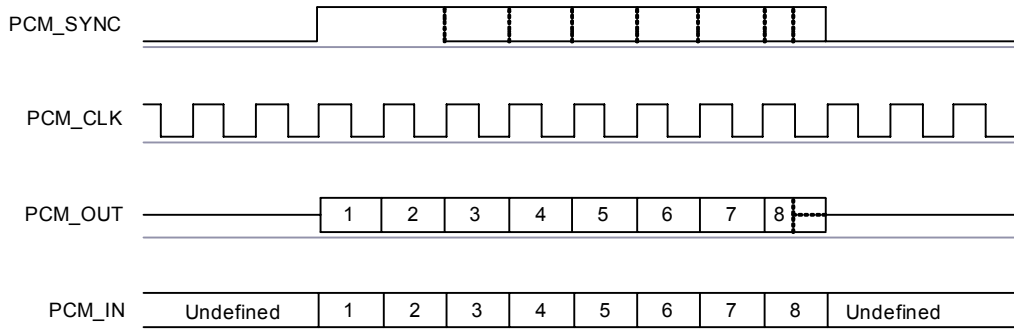 PCM_SYNC
PCM_CLK
PCM_OUT 1 2 3 4 5 6 7 8
PCM_IN Undefined 1 2 3 4 5 6 7 8 Undefined